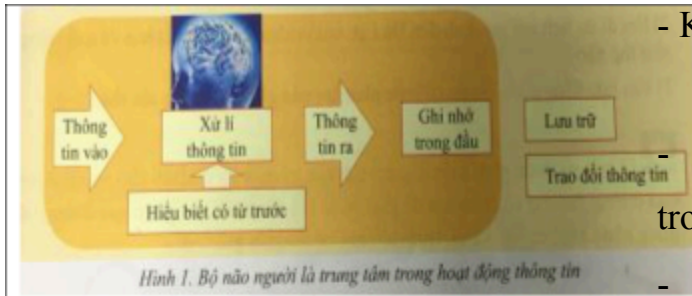 - K
Thông
tin vào
Xử lí
thông tin
Thông
tin ra
Ghi nhớ
trong đầu
Lưu trữ
-
Trao đổi thông tin
Hiểu biết có từ trước
tro
Hình 1. Bộ não người là trung tâm trong hoạt động thông tin
-